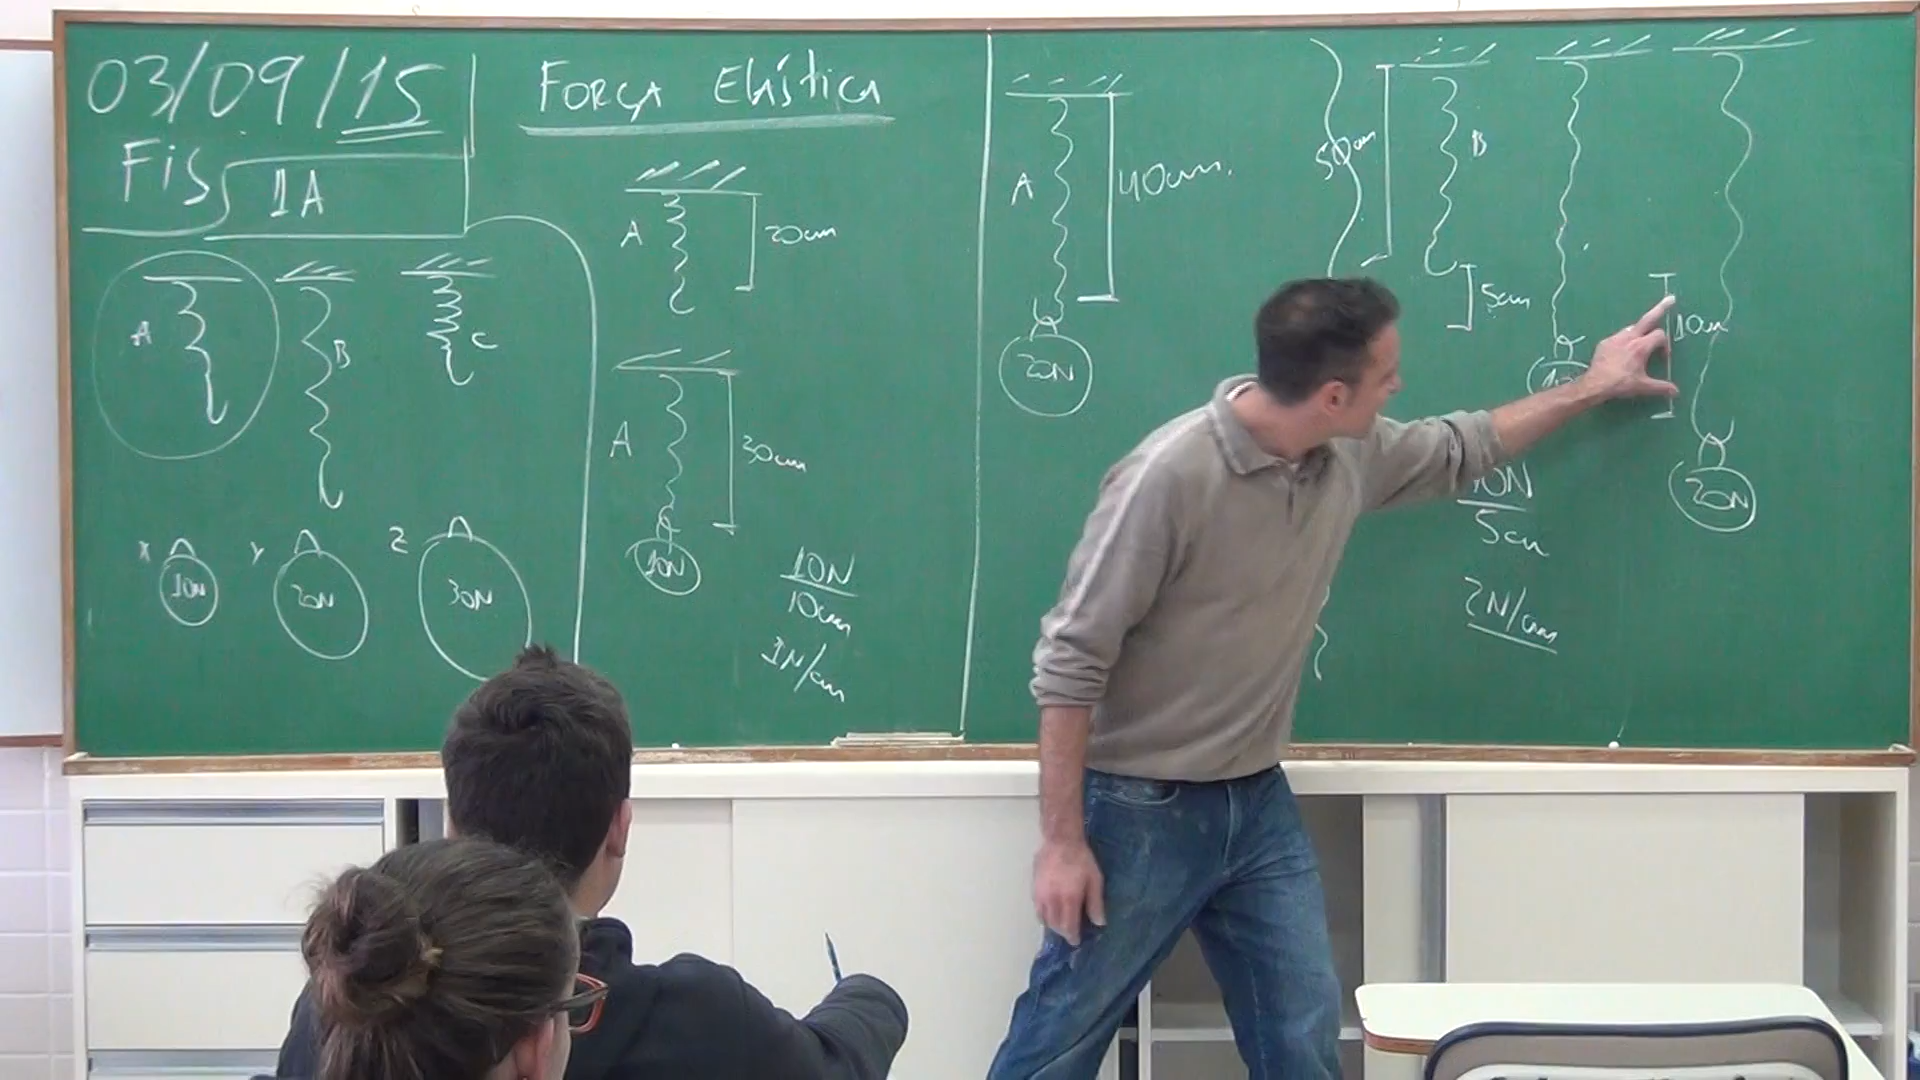 03/09/15
Fis 1A
Força Elástica
A
B
C
X
10N
Y
20N
Z
30N
A
20cm
A
30cm
10N
10N
10cm
1N/cm
A
40cm.
20N
50cm
B
5cm
10N
5cm
2N/cm
10cm
20N